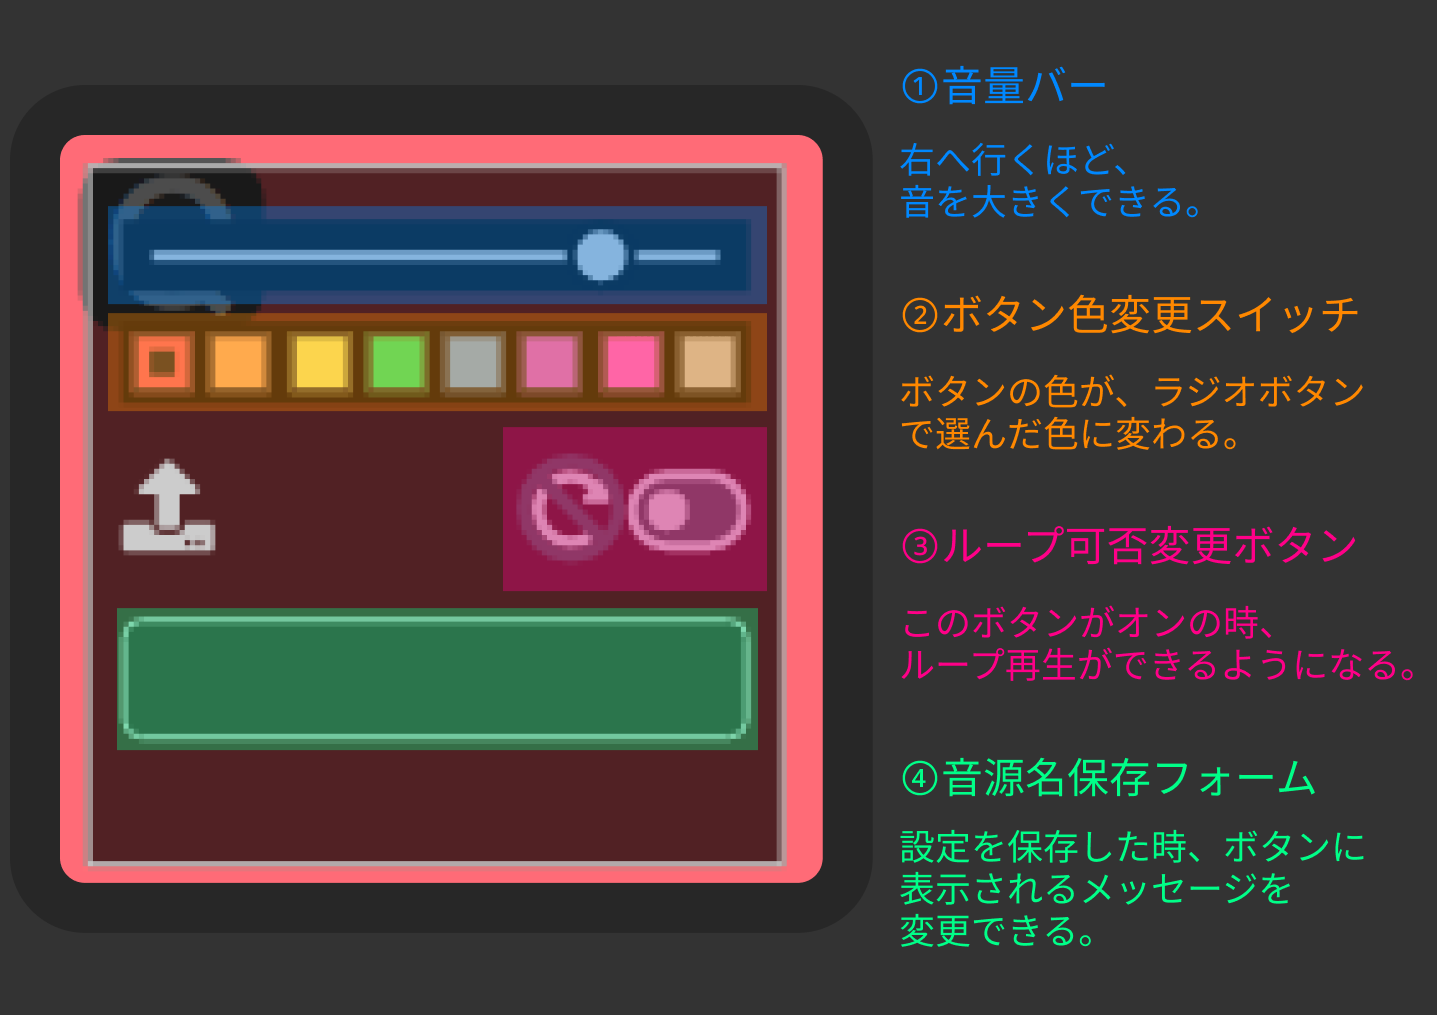 ①音量バー
右へ行くほど、
音を大きくできる。
②ボタン色変更スイッチ
ボタンの色が、ラジオボタン
で選んだ色に変わる。
③ループ可否変更ボタン
このボタンがオンの時、
ループ再生ができるようになる。
④音源名保存フォーム
設定を保存した時、ボタンに
表示されるメッセージを
変更できる。